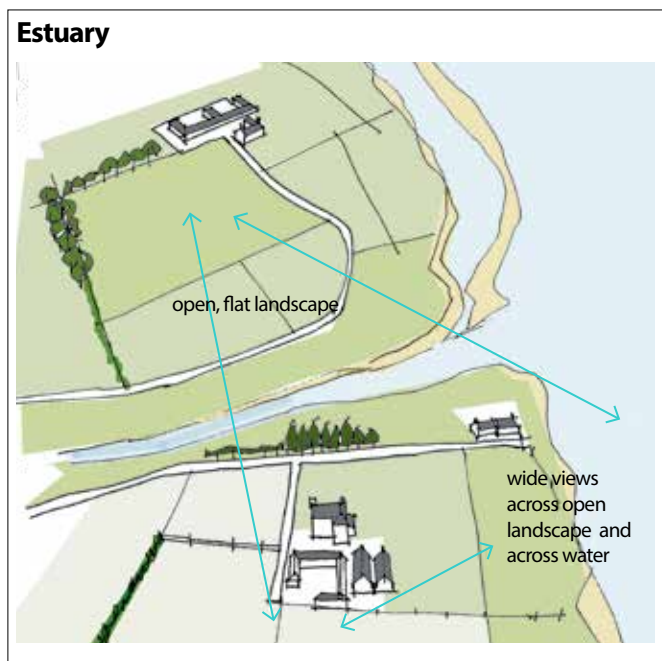 Estuary
open, flat landscape
wide views
across open
landscape and
across water